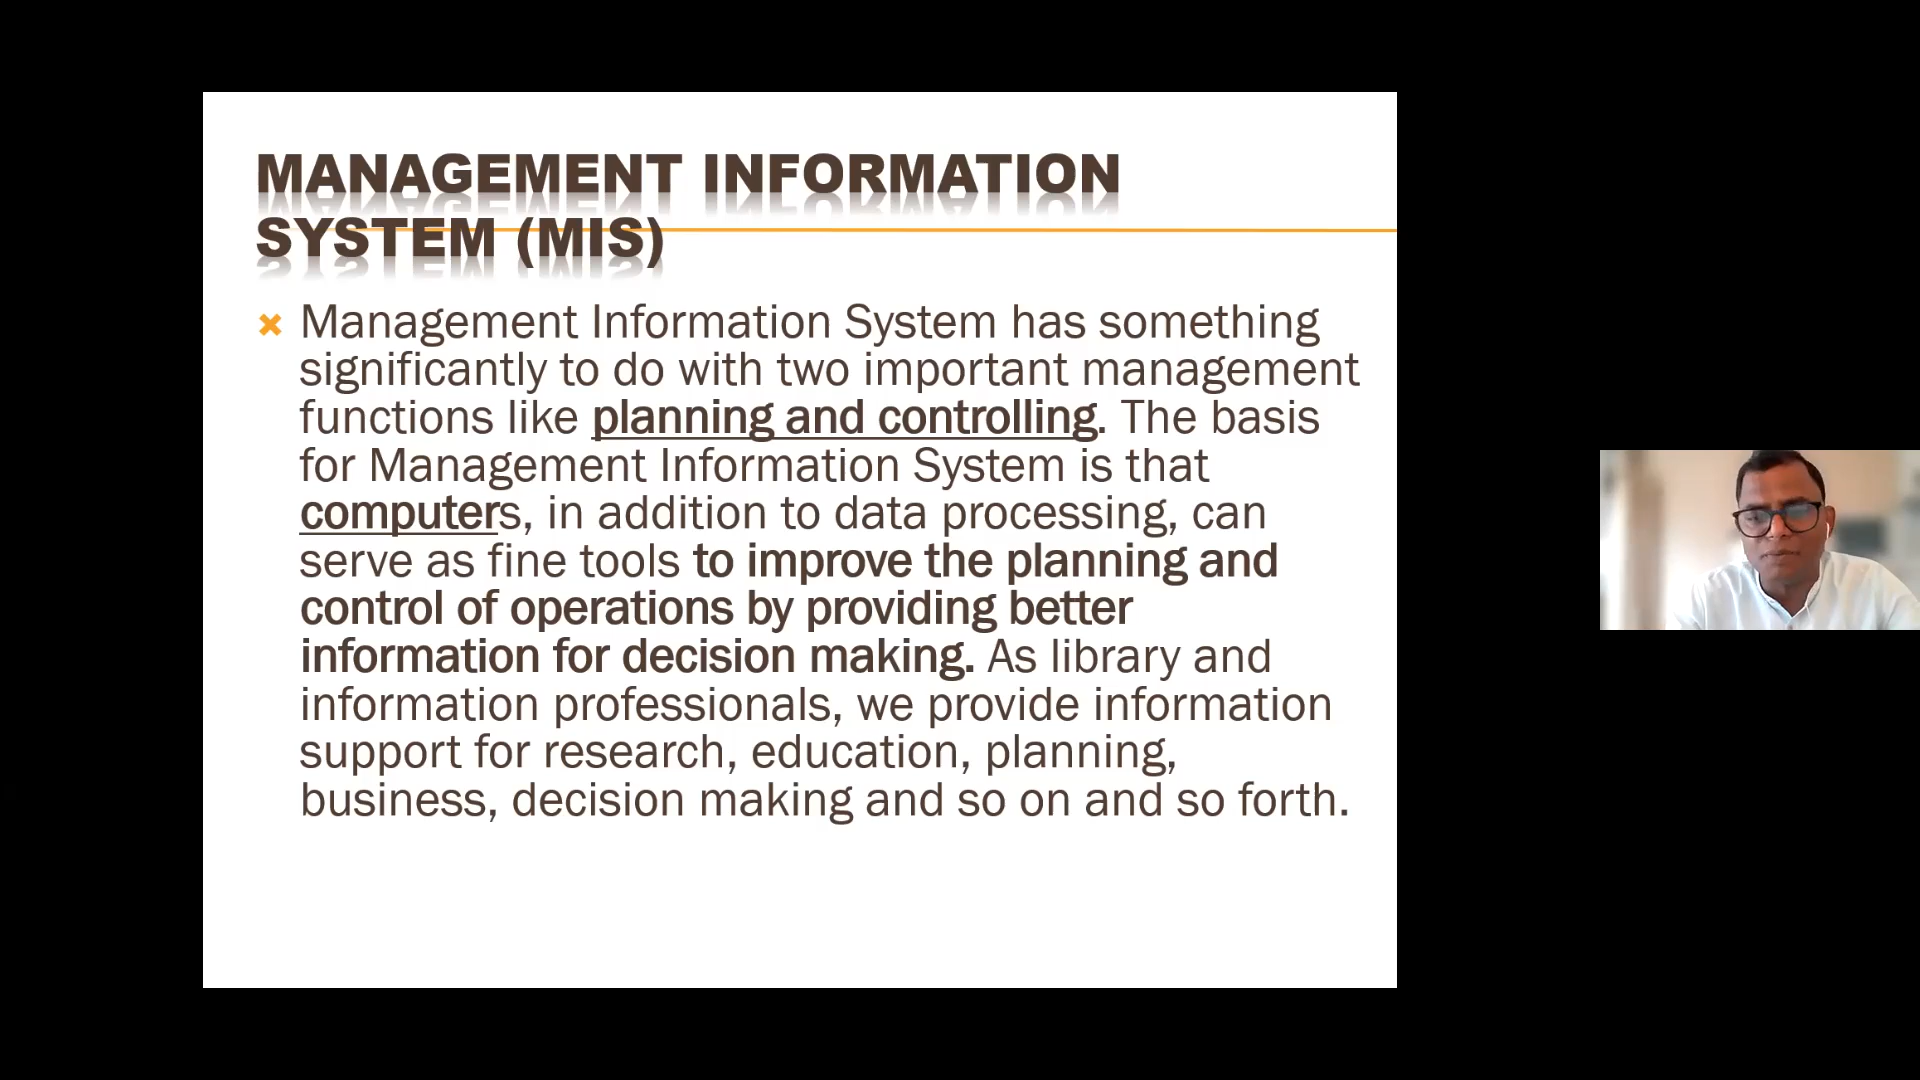 MANAGEMENT INFORMATION
SYSTEM (MIS)
Management Information System has something
significantly to do with two important management
functions like planning and controlling. The basis
for Management Information System is that
computers, in addition to data processing, can
serve as fine tools to improve the planning and
control of operations by providing better
information for decision making. As library and
information professionals, we provide information
support for research, education, planning,
business, decision making and so on and so forth.